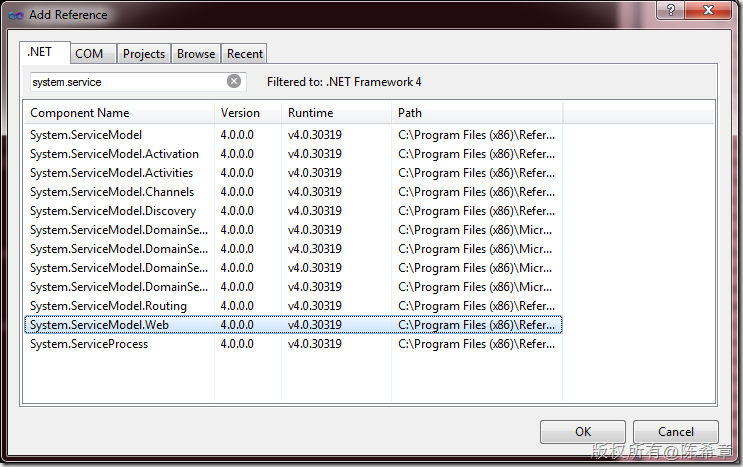 Add Reference
.NET COM Projects Browse Recent
system.service Filtered to: .NET Framework 4
Component Name Version Runtime Path
System.ServiceModel 4.0.0.0 v4.0.30319 C:\Program Files (x86)\Refer...
System.ServiceModel.Activation 4.0.0.0 v4.0.30319 C:\Program Files (x86)\Refer...
System.ServiceModel.Activities 4.0.0.0 v4.0.30319 C:\Program Files (x86)\Refer...
System.ServiceModel.Channels 4.0.0.0 v4.0.30319 C:\Program Files (x86)\Refer...
System.ServiceModel.Discovery 4.0.0.0 v4.0.30319 C:\Program Files (x86)\Refer...
System.ServiceModel.DomainSe... 4.0.0.0 v4.0.30319 C:\Program Files (x86)\Micr...
System.ServiceModel.DomainSe... 4.0.0.0 v4.0.30319 C:\Program Files (x86)\Micr...
System.ServiceModel.DomainSe... 4.0.0.0 v4.0.30319 C:\Program Files (x86)\Micr...
System.ServiceModel.DomainSe... 4.0.0.0 v4.0.30319 C:\Program Files (x86)\Micr...
System.ServiceModel.Routing 4.0.0.0 v4.0.30319 C:\Program Files (x86)\Refer...
System.ServiceModel.Web 4.0.0.0 v4.0.30319 C:\Program Files (x86)\Refer...
System.ServiceProcess 4.0.0.0 v4.0.30319 C:\Program Files (x86)\Refer...
OK Cancel
版权所有@陈希章